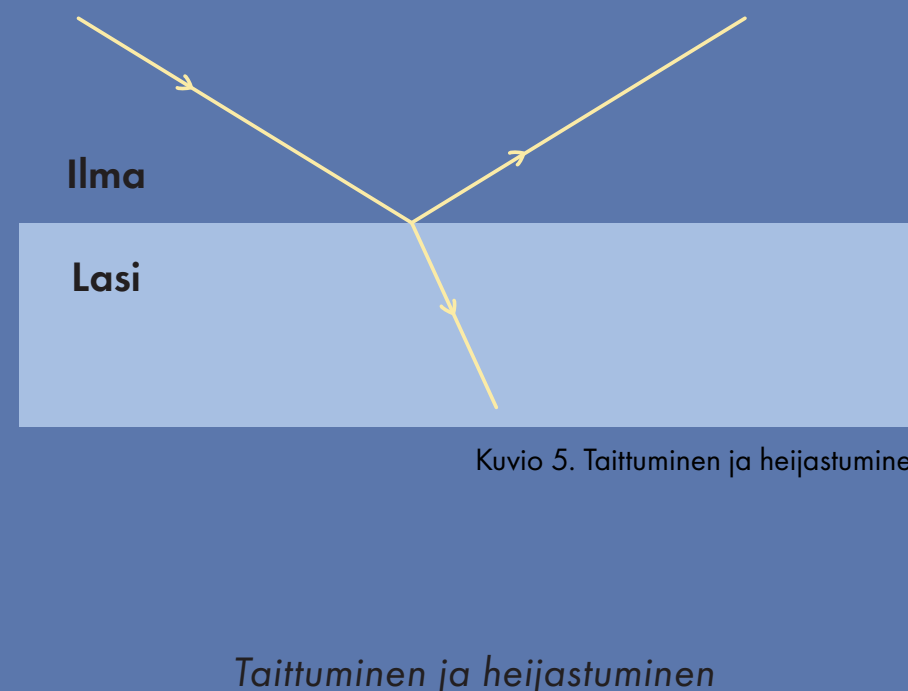 Ilma
Lasi
Kuvio 5. Taittuminen ja heijastumine
Taittuminen ja heijastuminen